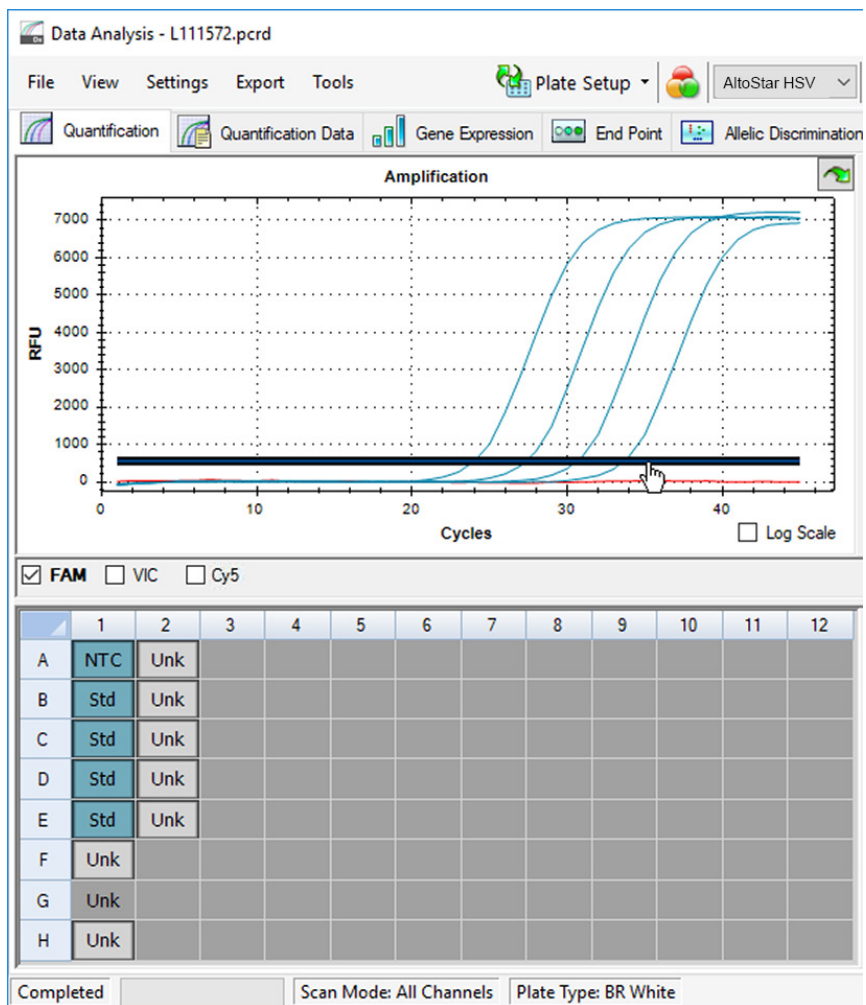 Data Analysis - L111572.pcrd
File View Settings Export Tools Plate Setup AltoStar HSV
Quantification Quantification Data Gene Expression End Point Allelic Discrimination
Amplification
7000
6000
5000
4000
3000
2000
1000
0
RFU
0 10 20 30 40
Cycles
Log Scale
FAM VIC Cy5
1 2 3 4 5 6 7 8 9 10 11 12
A NTC Unk
B Std Unk
C Std Unk
D Std Unk
E Std Unk
F Unk
G Unk
H Unk
Completed Scan Mode: All Channels Plate Type: BR White